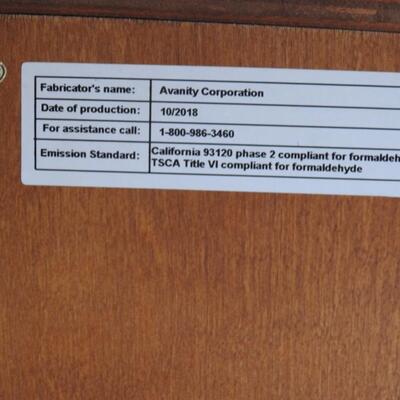 Fabricator's name: Avanity Corporation
Date of production: 10/2018
For assistance call: 1-800-986-3460
Emission Standard: California 93120 phase 2 compliant for
TSCA Title VI compliant for formaldehyde